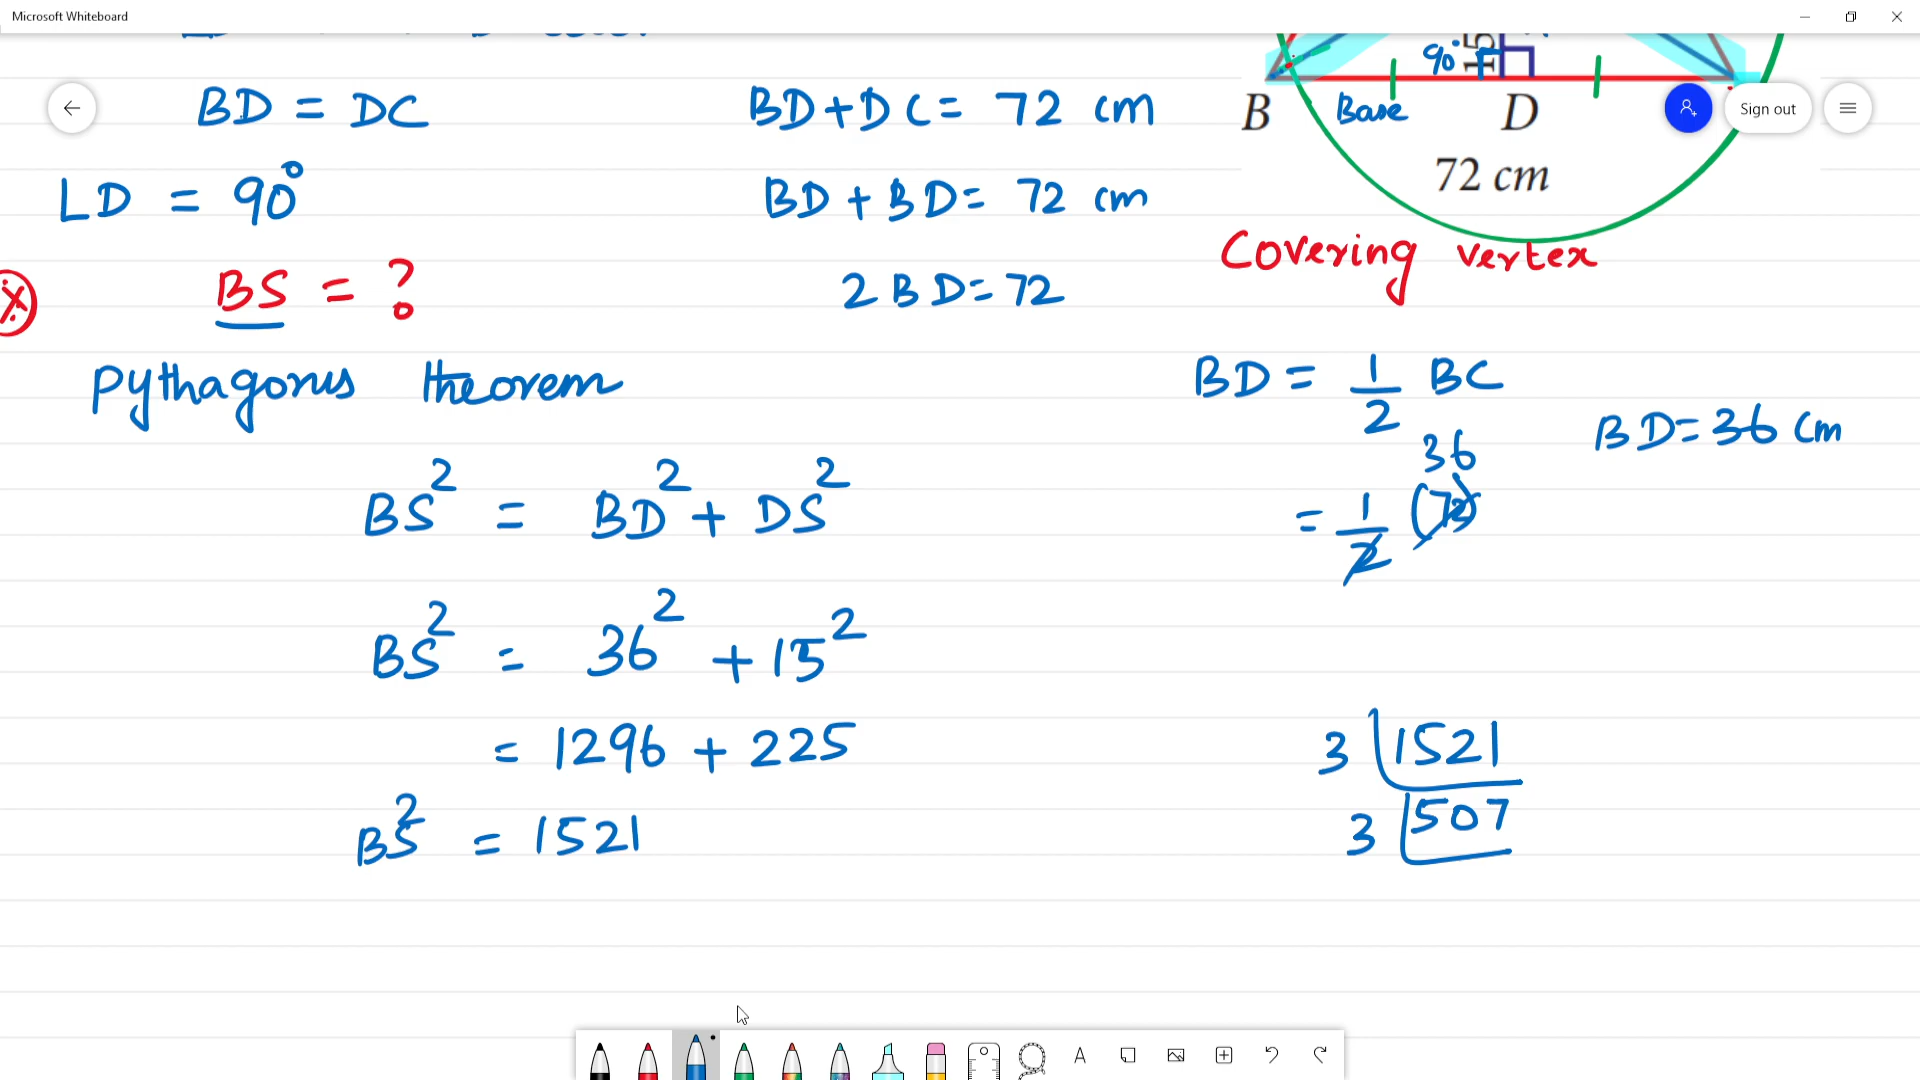 Microsoft Whiteboard
Sign out
BD = DC
LD = 90°
BS = ?
BD + DC = 72 cm
BD + BD = 72 cm
2 BD = 72
90°
15
B
Base
D
72 cm
Covering vertex
Pythagorus theorem
BS² = BD² + DS²
BS² = 36² + 15²
= 1296 + 225
BS² = 1521
BD = 1/2 BC
36
= 1/2 (72)
BD = 36 cm
3 | 1521
3 | 507
A